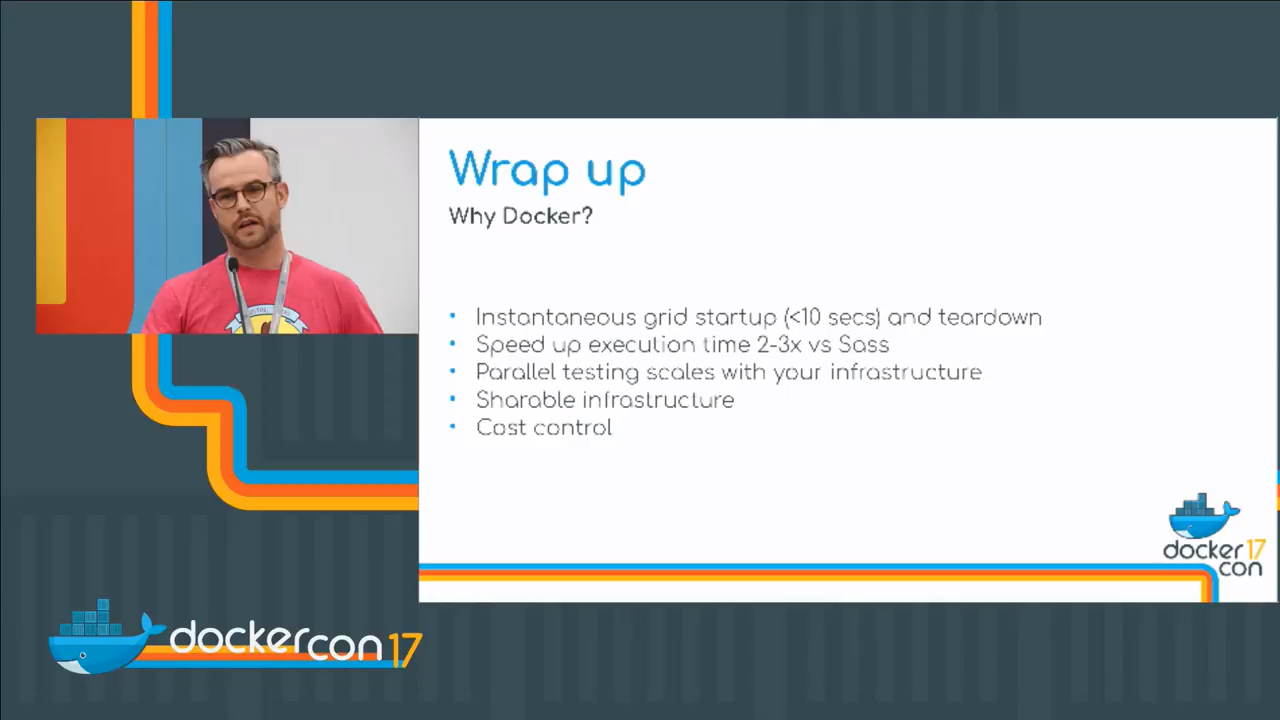 Wrap up
Why Docker?
• Instantaneous grid startup (<10 secs) and teardown
• Speed up execution time 2-3x vs Sass
• Parallel testing scales with your infrastructure
• Sharable infrastructure
• Cost control
docker 17
con
dockercon 17